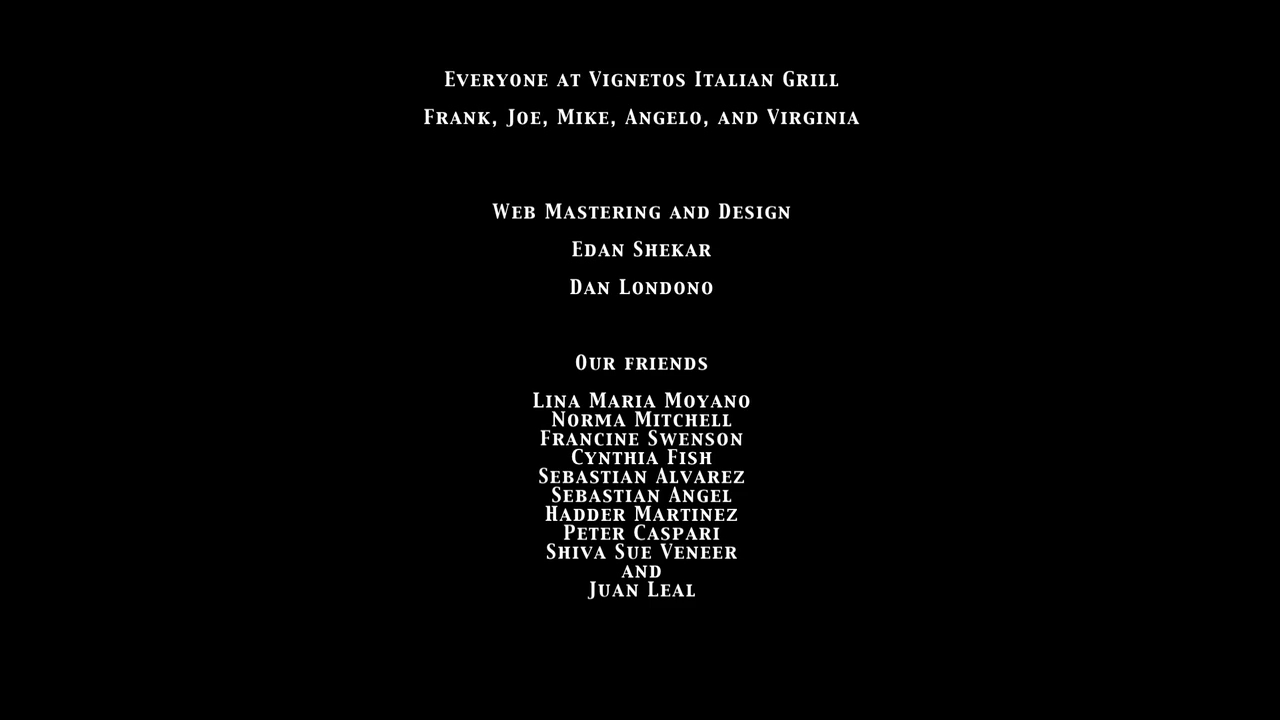 Everyone at Vignetos Italian Grill
Frank, Joe, Mike, Angelo, and Virginia
Web Mastering and Design
Edan Shekar
Dan Londono
Our friends
Lina Maria Moyano
Norma Mitchell
Francine Swenson
Cynthia Fish
Sebastian Alvarez
Sebastian Angel
Hadder Martinez
Peter Caspari
Shiva Sue Veneer
and
Juan Leal